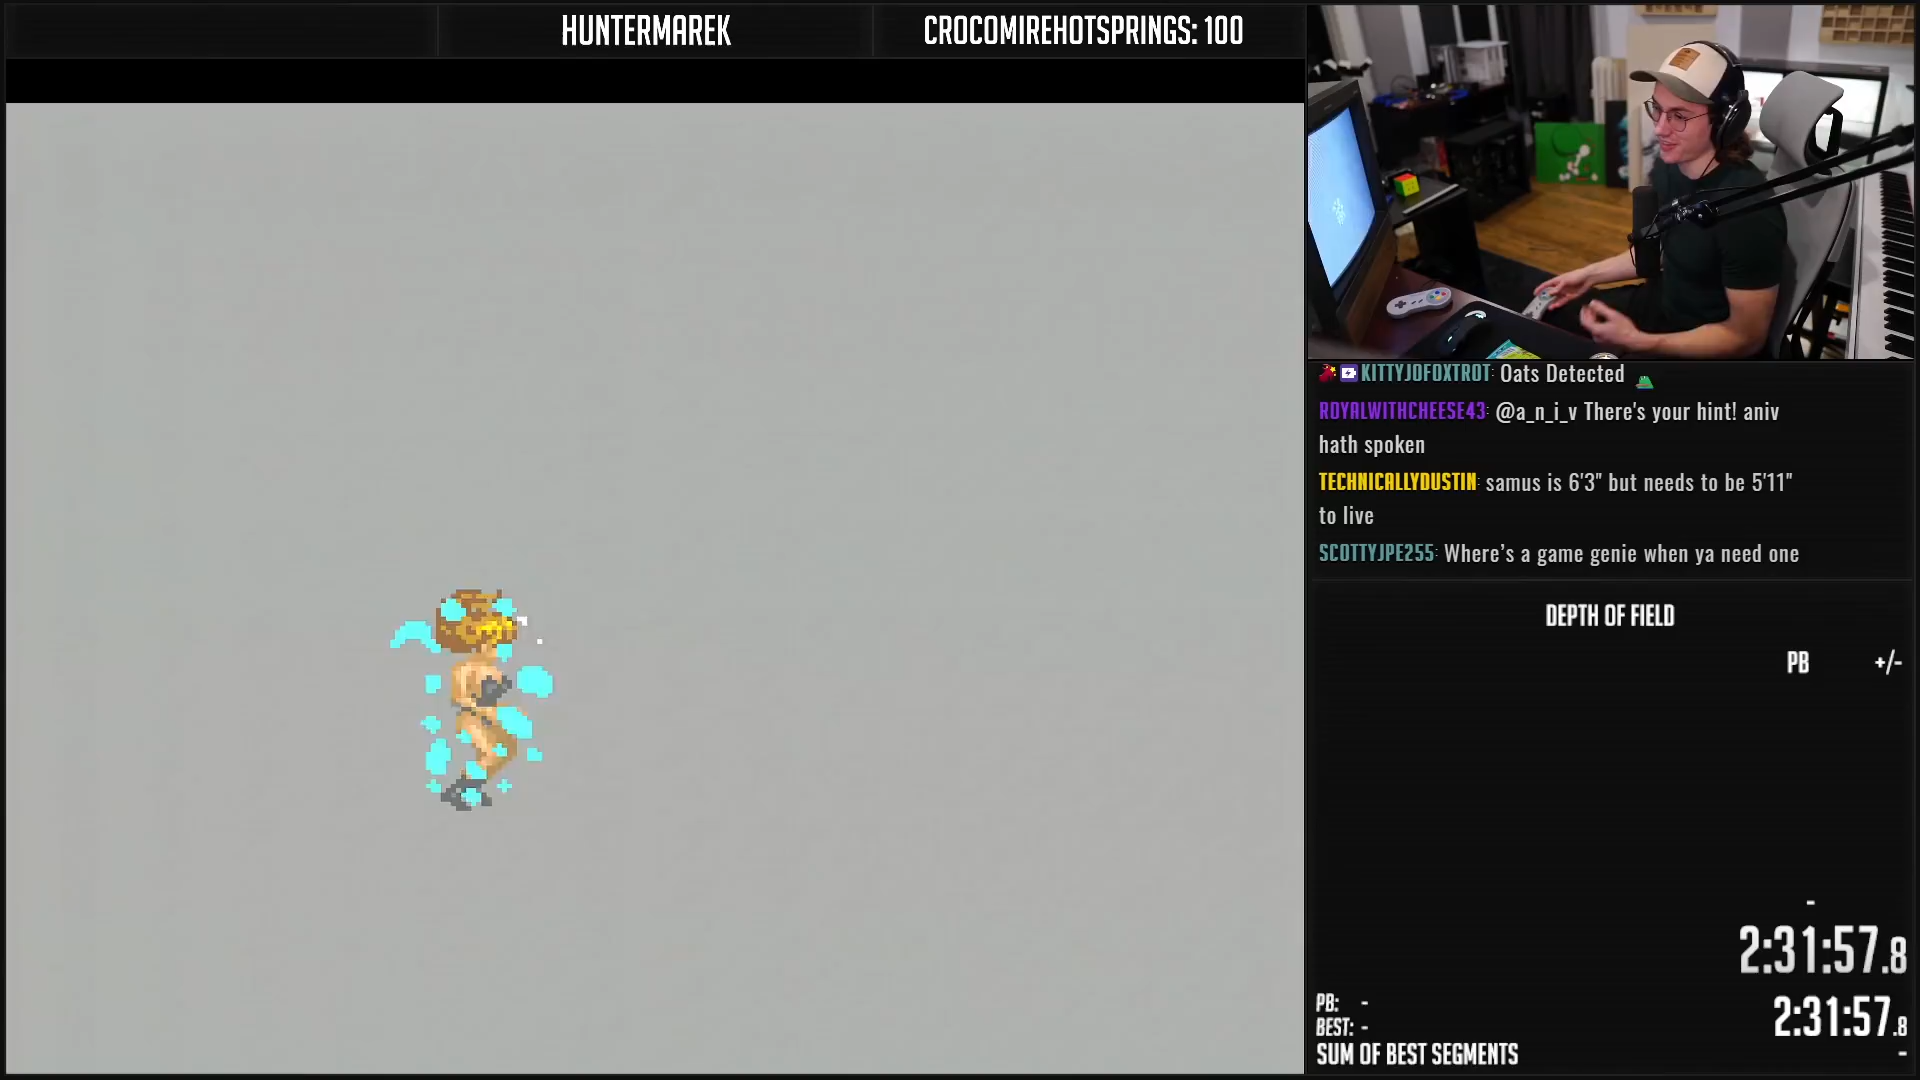 HUNTERMAREK
CROCOMIREHOTSPRINGS: 100
KITTYJOFOXTROT: Oats Detected
ROYALWITHCHEESE43: @a_n_i_v There's your hint! aniv
hath spoken
TECHNICALLYDUSTIN: samus is 6'3" but needs to be 5'11"
to live
SCOTTYJPE255: Where’s a game genie when ya need one
DEPTH OF FIELD
PB +/-
-
2:31:57.8
PB: -
2:31:57.8
BEST: -
SUM OF BEST SEGMENTS -